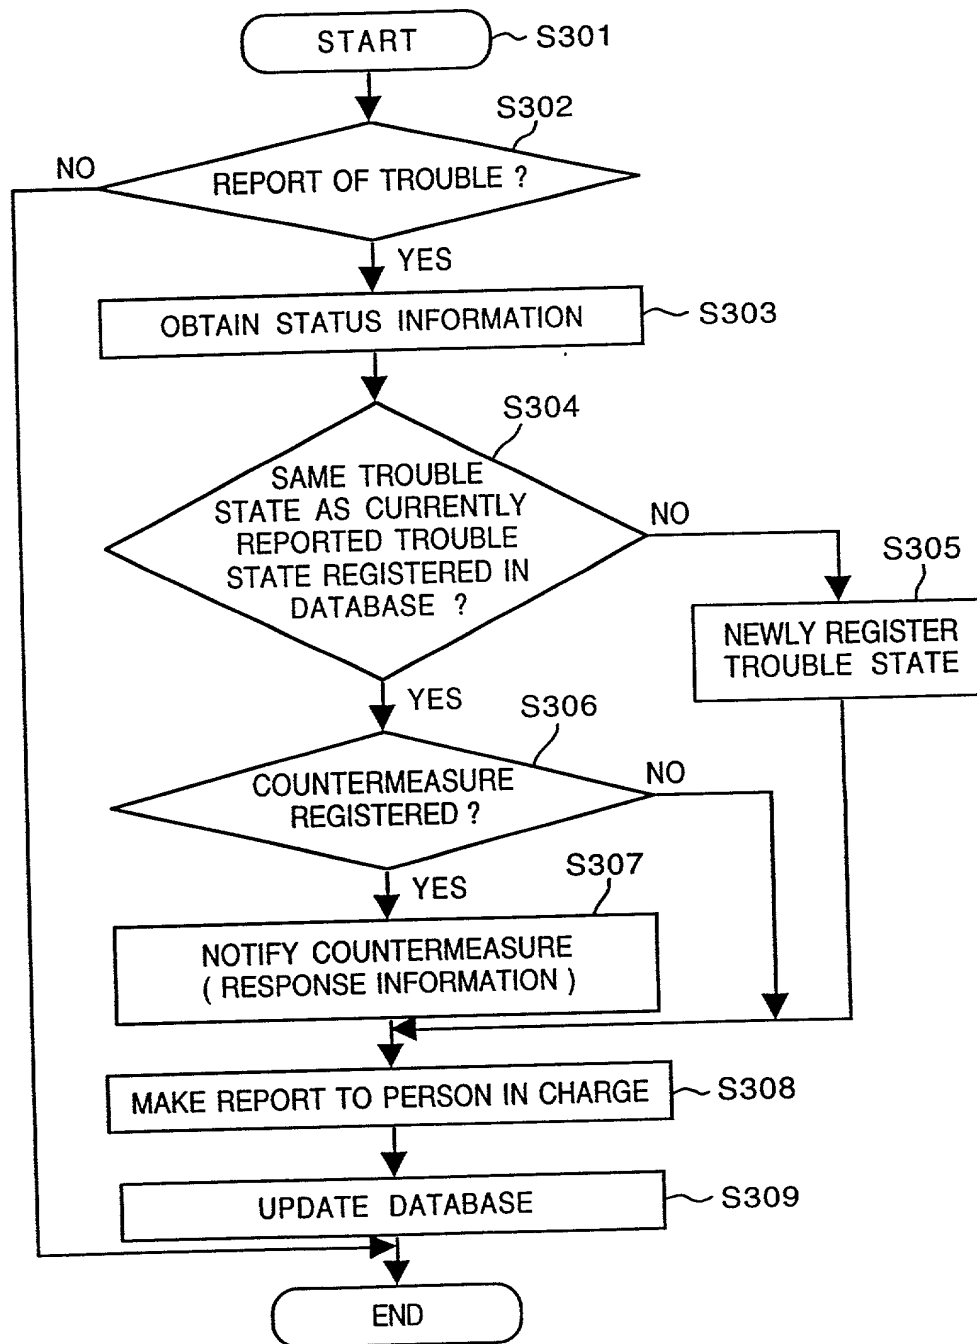 START
S301
S302
NO
REPORT OF TROUBLE ?
YES
OBTAIN STATUS INFORMATION
S303
S304
SAME TROUBLE
STATE AS CURRENTLY
REPORTED TROUBLE
STATE REGISTERED IN
DATABASE ?
NO
S305
NEWLY REGISTER
TROUBLE STATE
YES
S306
COUNTERMEASURE
REGISTERED ?
NO
YES
S307
NOTIFY COUNTERMEASURE
( RESPONSE INFORMATION )
MAKE REPORT TO PERSON IN CHARGE
S308
UPDATE DATABASE
S309
END